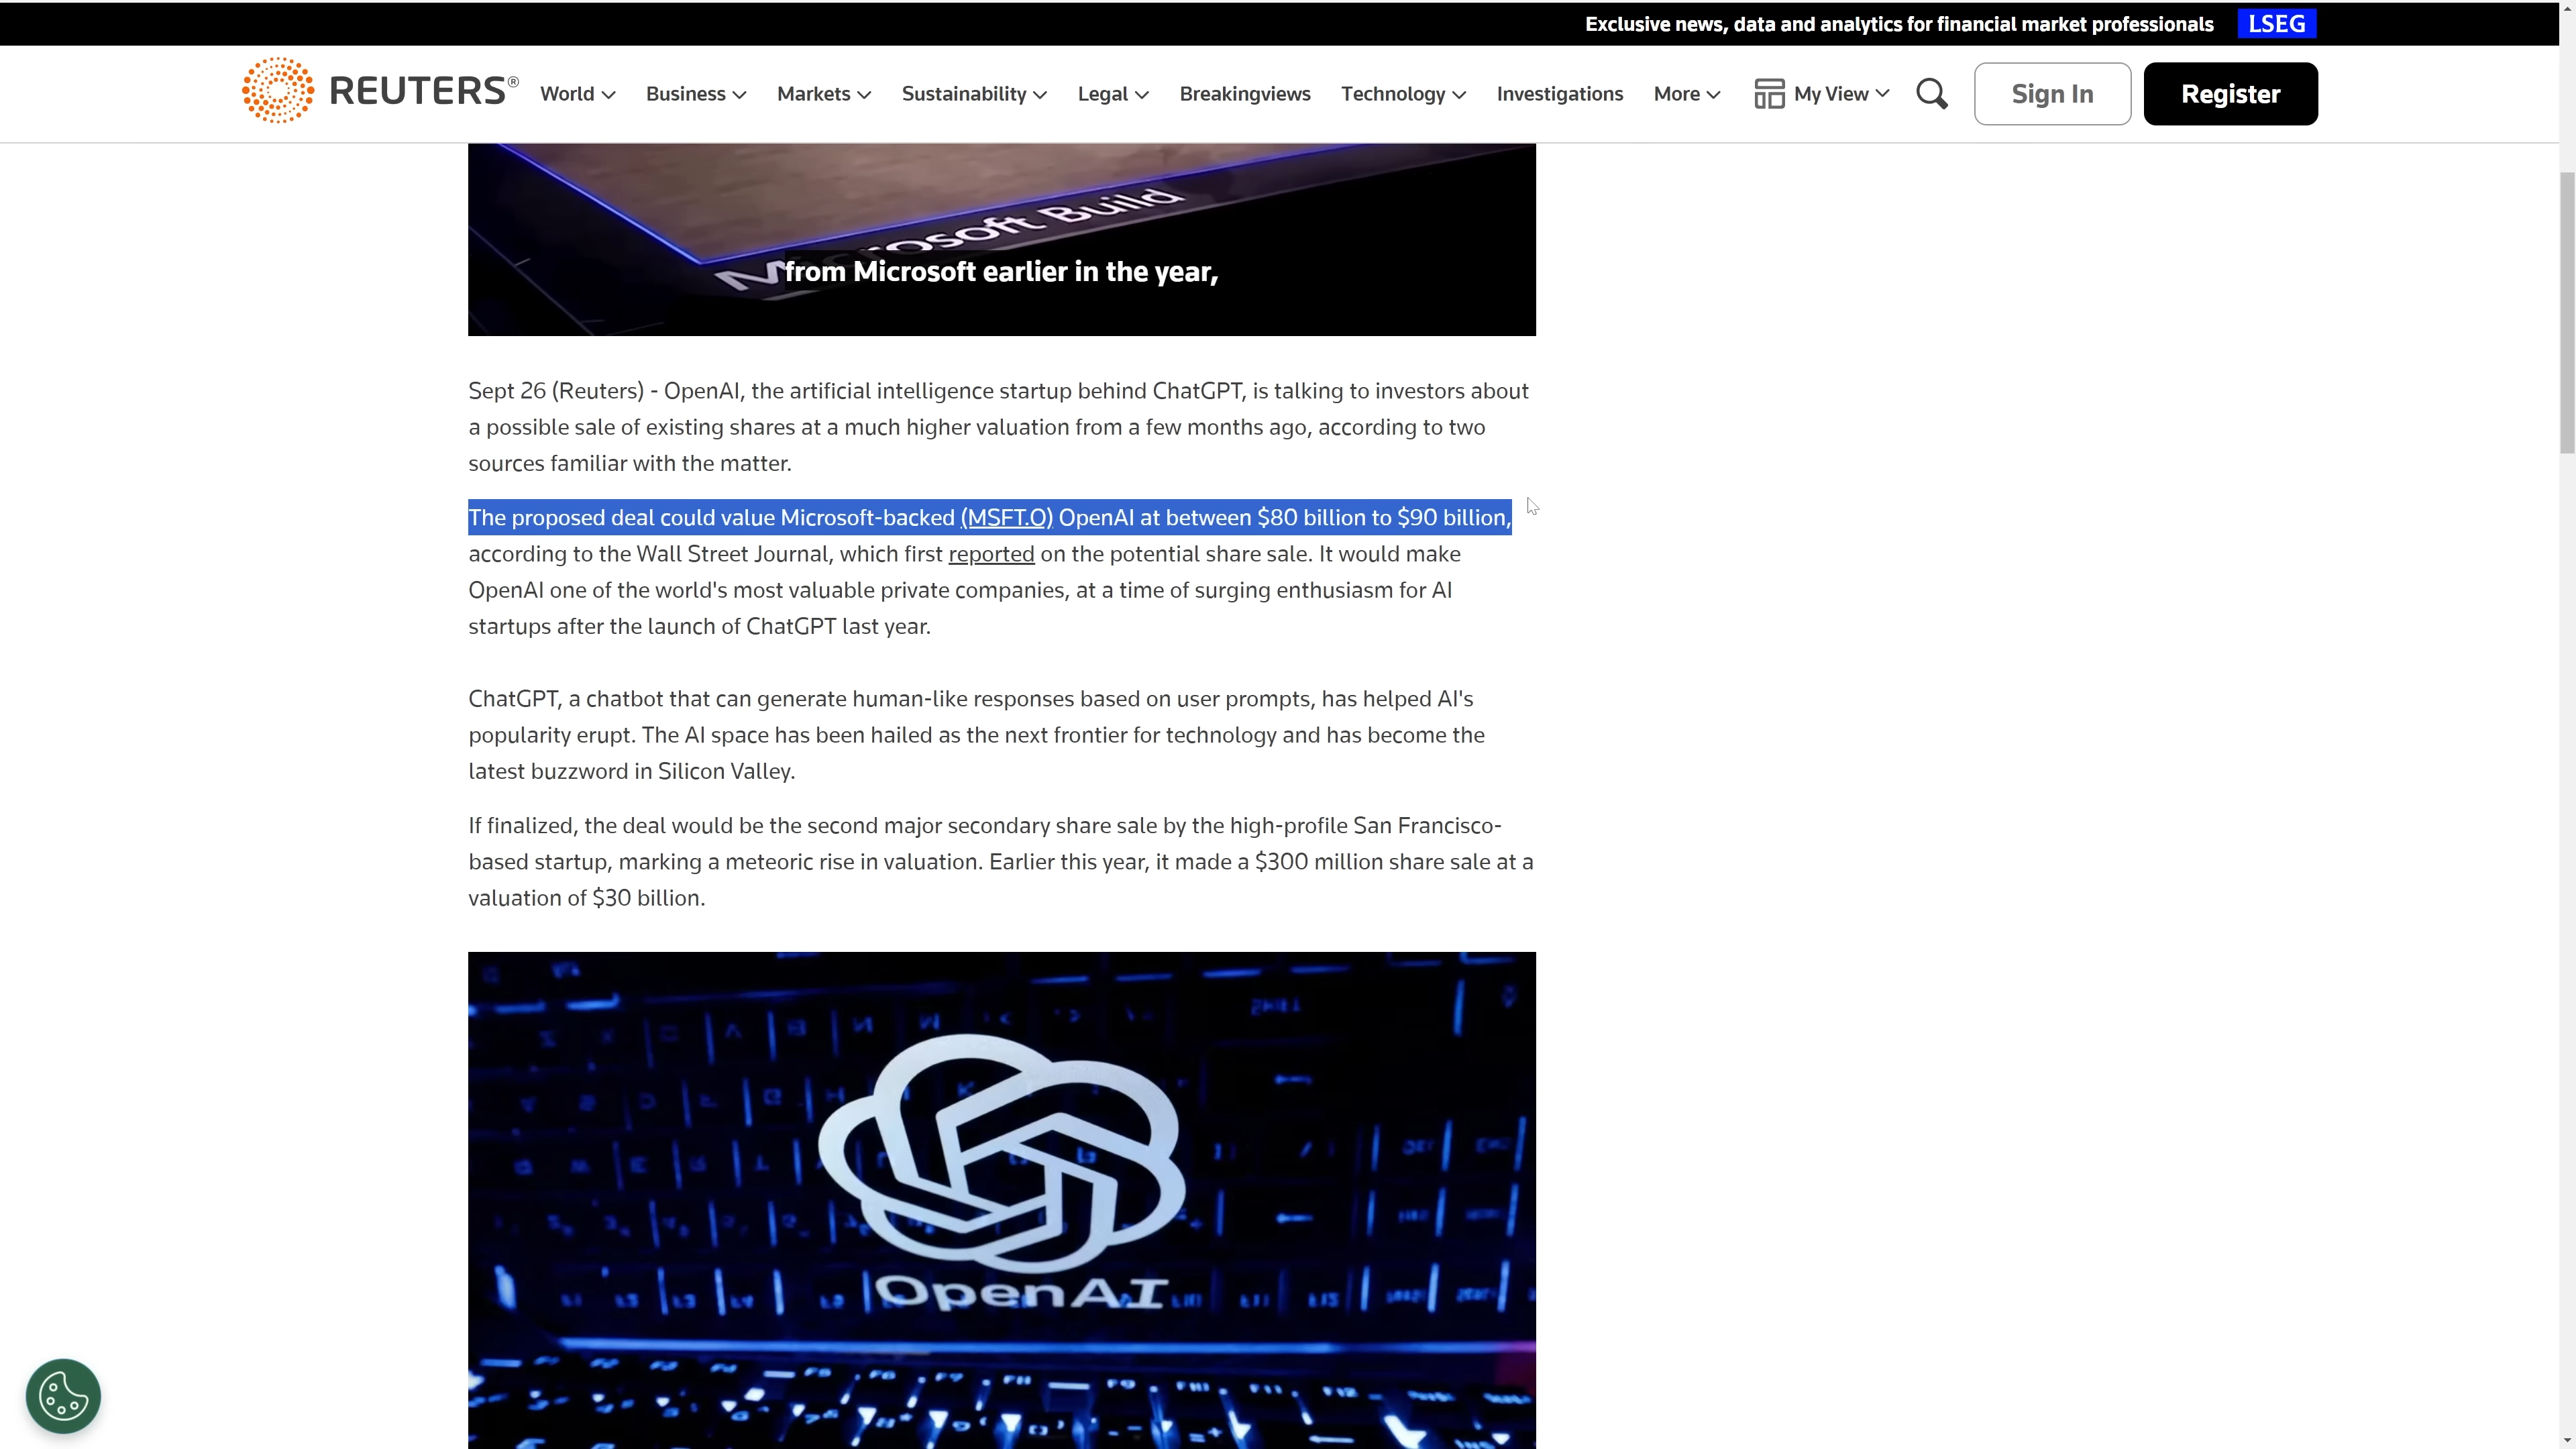 Exclusive news, data and analytics for financial market professionals LSEG
REUTERS®
World
Business
Markets
Sustainability
Legal
Breakingviews
Technology
Investigations
More
My View
Sign In
Register
Microsoft Build
from Microsoft earlier in the year,
Sept 26 (Reuters) - OpenAI, the artificial intelligence startup behind ChatGPT, is talking to investors about
a possible sale of existing shares at a much higher valuation from a few months ago, according to two
sources familiar with the matter.
The proposed deal could value Microsoft-backed (MSFT.O) OpenAI at between $80 billion to $90 billion,
according to the Wall Street Journal, which first reported on the potential share sale. It would make
OpenAI one of the world's most valuable private companies, at a time of surging enthusiasm for AI
startups after the launch of ChatGPT last year.
ChatGPT, a chatbot that can generate human-like responses based on user prompts, has helped AI's
popularity erupt. The AI space has been hailed as the next frontier for technology and has become the
latest buzzword in Silicon Valley.
If finalized, the deal would be the second major secondary share sale by the high-profile San Francisco-
based startup, marking a meteoric rise in valuation. Earlier this year, it made a $300 million share sale at a
valuation of $30 billion.
OpenAI